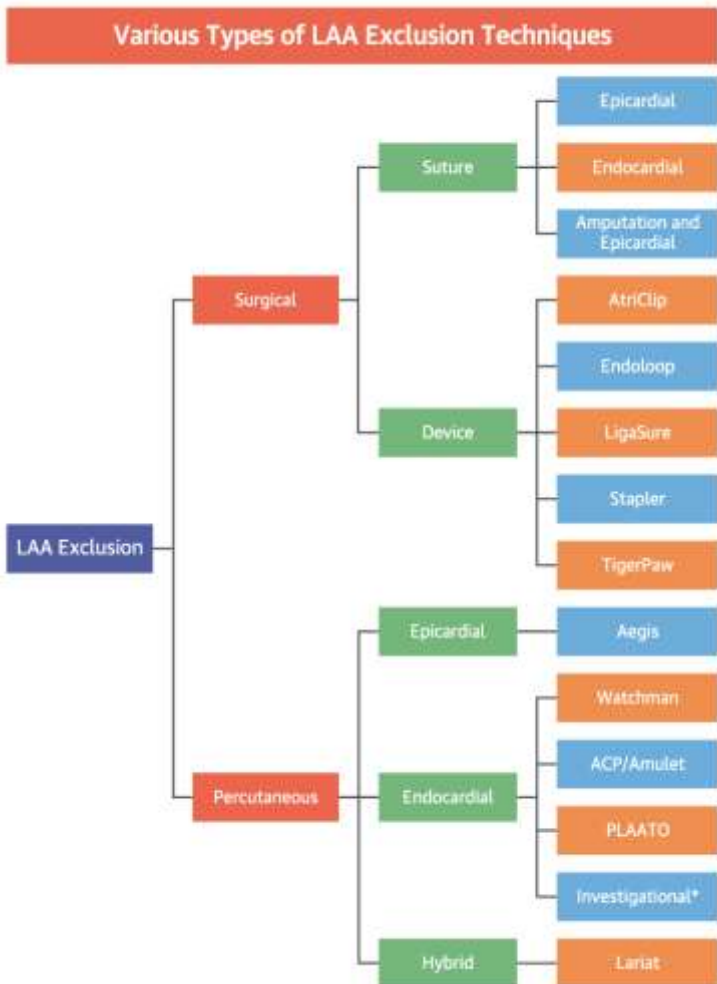 Various Types of LAA Exclusion Techniques
Epicardial
Suture
Endocardial
Amputation and
Epicardial
Surgical
AtriClip
Endoloop
Device
LigaSure
Stapler
LAA Exclusion
TigerPaw
Epicardial
Aegis
Watchman
ACP/Amulet
Percutaneous
Endocardial
PLAATO
Investigational*
Hybrid
Lariat